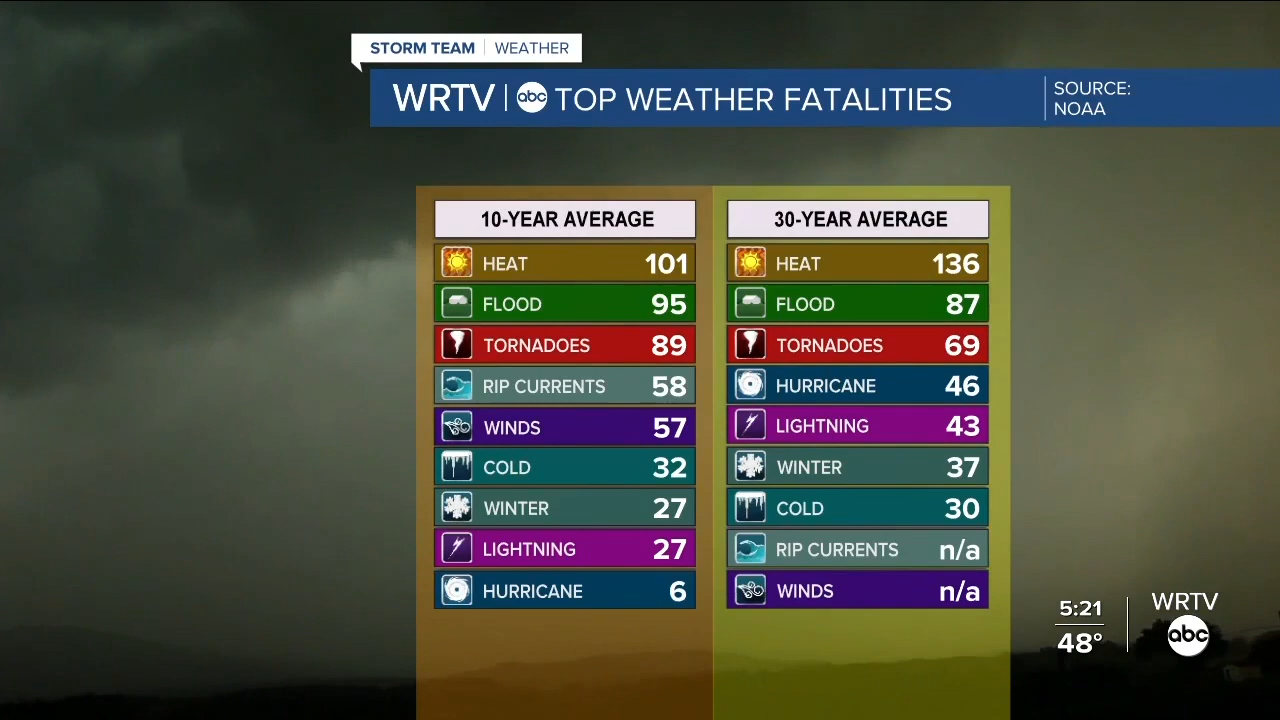 STORM TEAM | WEATHER
WRTV | abc TOP WEATHER FATALITIES
SOURCE:
NOAA
10-YEAR AVERAGE
HEAT 101
FLOOD 95
TORNADOES 89
RIP CURRENTS 58
WINDS 57
COLD 32
WINTER 27
LIGHTNING 27
HURRICANE 6
30-YEAR AVERAGE
HEAT 136
FLOOD 87
TORNADOES 69
HURRICANE 46
LIGHTNING 43
WINTER 37
COLD 30
RIP CURRENTS n/a
WINDS n/a
5:21
48°
WRTV
abc